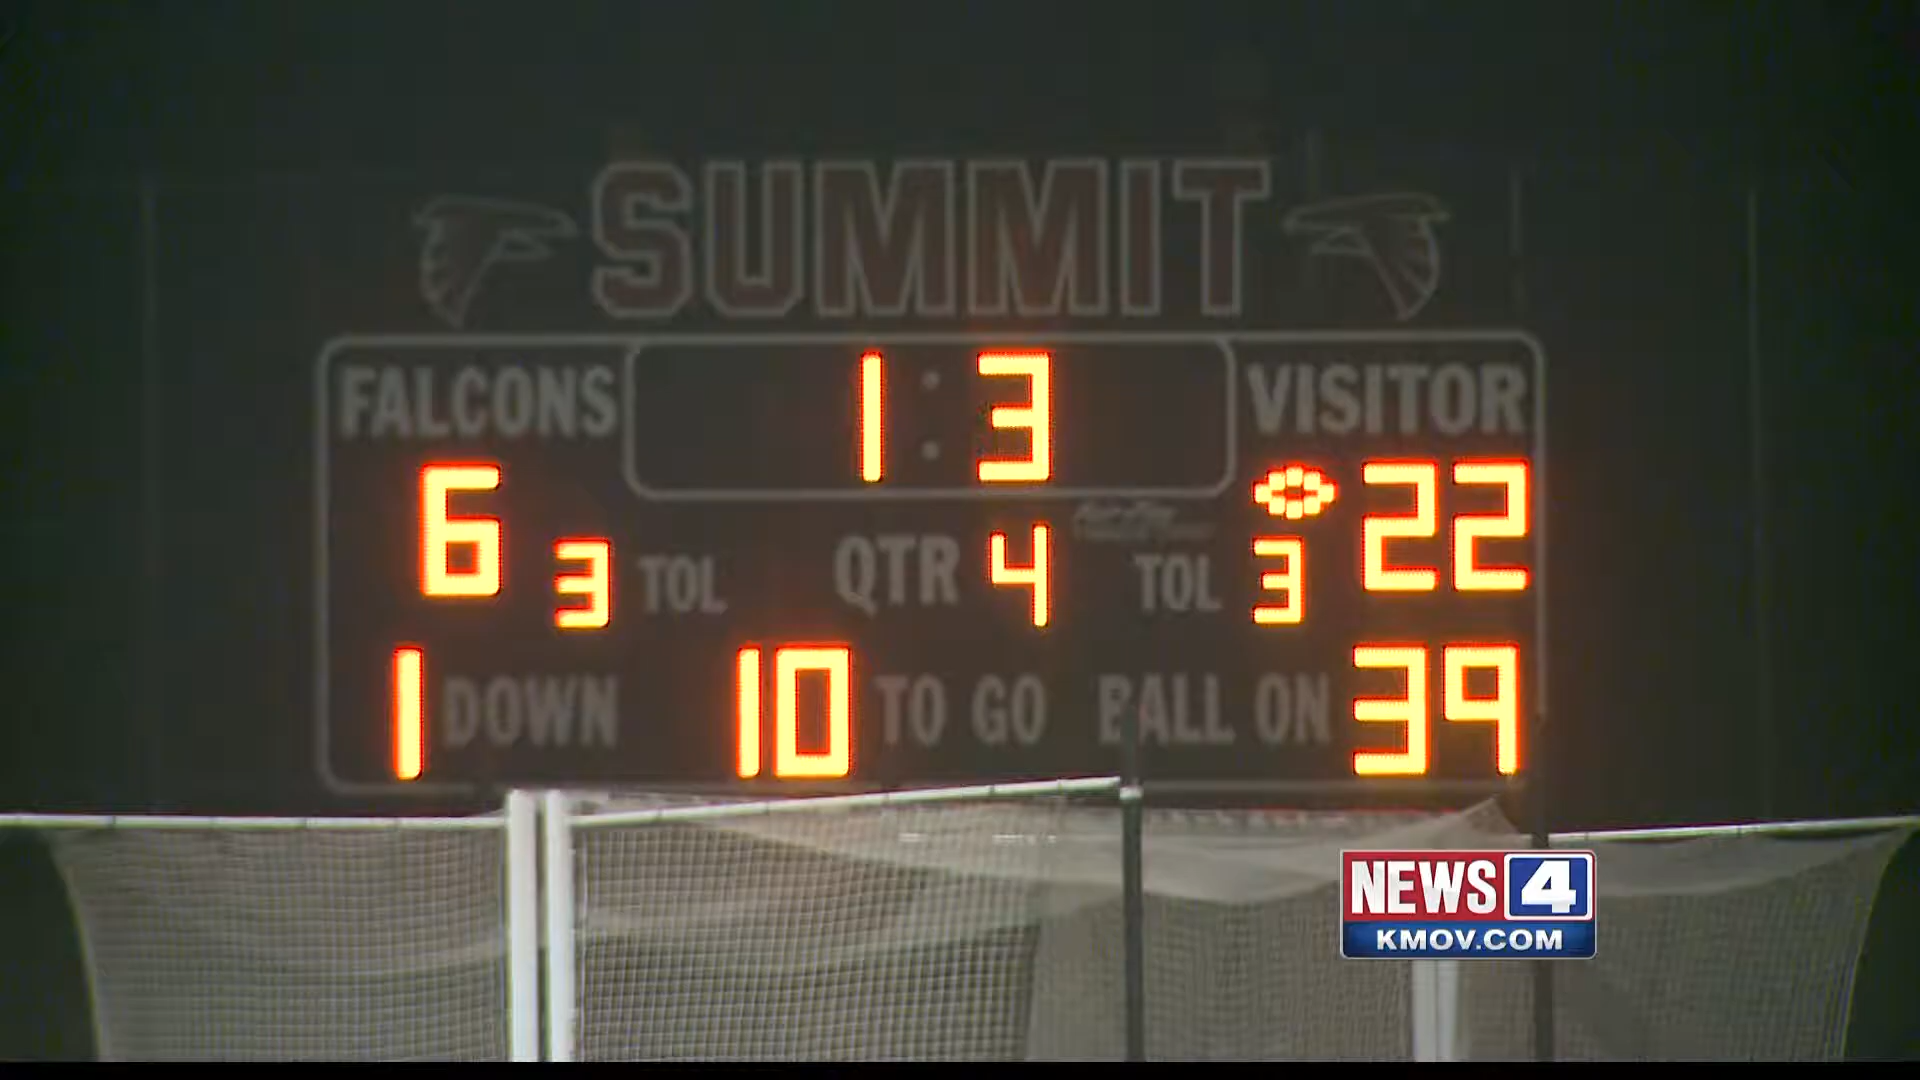 SUMMIT
FALCONS 1 : 3 VISITOR
6 3 TOL QTR 4 TOL 3 22
1 DOWN 10 TO GO BALL ON 39
NEWS 4
KMOV.COM